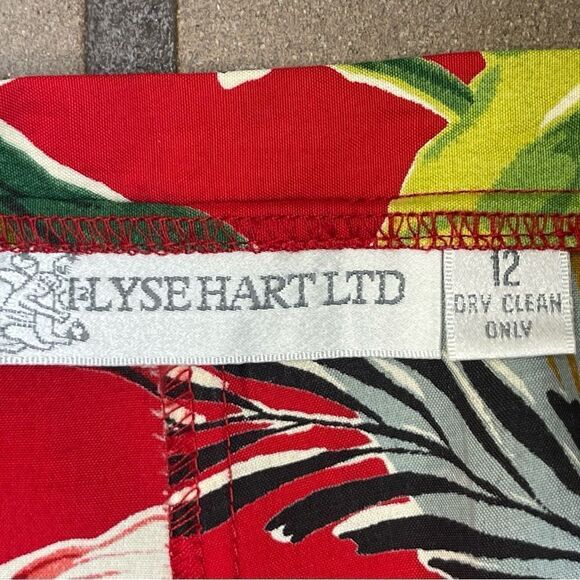 ELYSE HART LTD
12
DRY CLEAN
ONLY